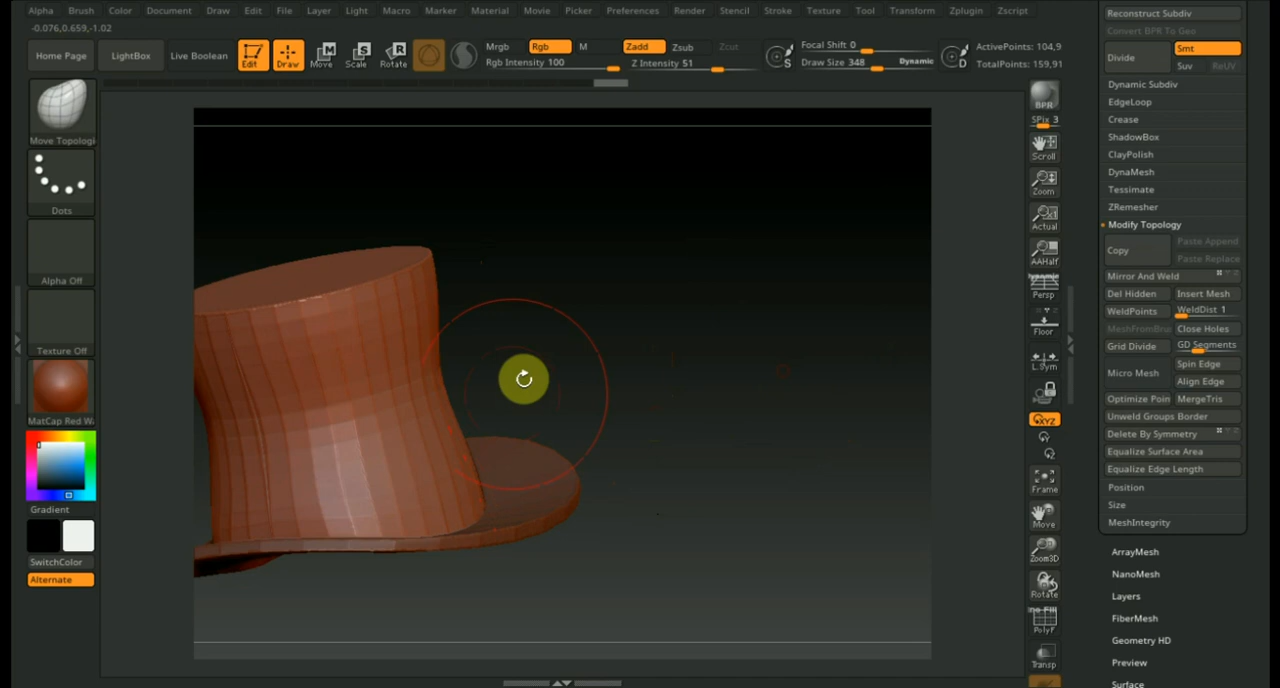 Alpha Brush Color Document Draw Edit File Layer Light Macro Marker Material Movie Picker Preferences Render Stencil Stroke Texture Tool Transform Zplugin Zscript
-0.076,0.659,-1.02
Home Page
LightBox
Live Boolean
Edit
Draw
Move
Scale
Rotate
Mrgb Rgb M
Rgb Intensity 100
Zadd Zsub Zcut
Z Intensity 51
S
Focal Shift 0
Draw Size 348 Dynamic
D
ActivePoints: 104,9
TotalPoints: 159,91
Move Topologi
Dots
Alpha Off
Texture Off
MatCap Red W
Gradient
SwitchColor
Alternate
BPR
SPix 3
Scroll
Zoom
Actual
AAHalf
Dynamic
Persp
Floor
L.Sym
XYZ
Frame
Move
Zoom3D
Rotate
PolyF
Transp
Reconstruct Subdiv
Convert BPR To Geo
Divide
Smt
Suv ReUV
Dynamic Subdiv
EdgeLoop
Crease
ShadowBox
ClayPolish
DynaMesh
Tessimate
ZRemesher
Modify Topology
Copy
Paste Append
Paste Replace
Mirror And Weld
Del Hidden Insert Mesh
WeldPoints WeldDist 1
MeshFromBru Close Holes
Grid Divide GD Segments
Micro Mesh
Spin Edge
Align Edge
Optimize Poin MergeTris
Unweld Groups Border
Delete By Symmetry
Equalize Surface Area
Equalize Edge Length
Position
Size
MeshIntegrity
ArrayMesh
NanoMesh
Layers
FiberMesh
Geometry HD
Preview
Surface